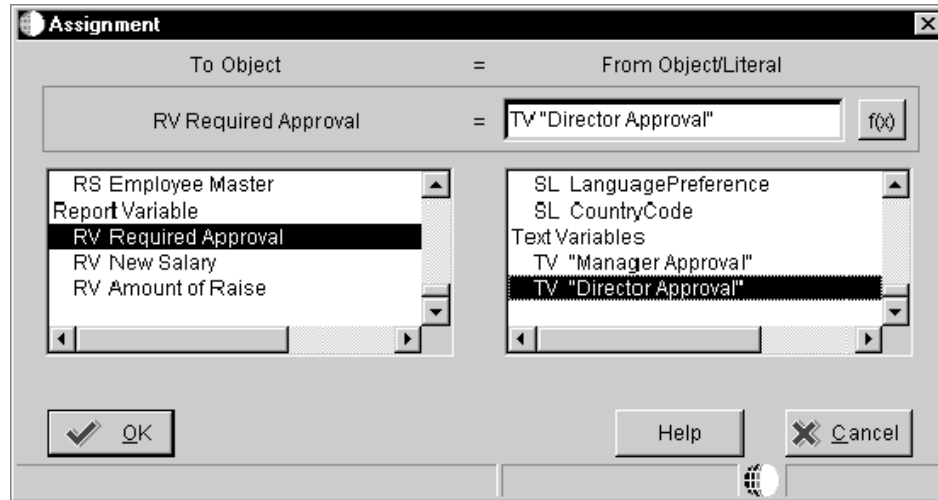 Assignment
To Object = From Object/Literal
RV Required Approval = TV "Director Approval" f(x)
RS Employee Master
Report Variable
RV Required Approval
RV New Salary
RV Amount of Raise
SL LanguagePreference
SL CountryCode
Text Variables
TV "Manager Approval"
TV "Director Approval"
OK Help Cancel